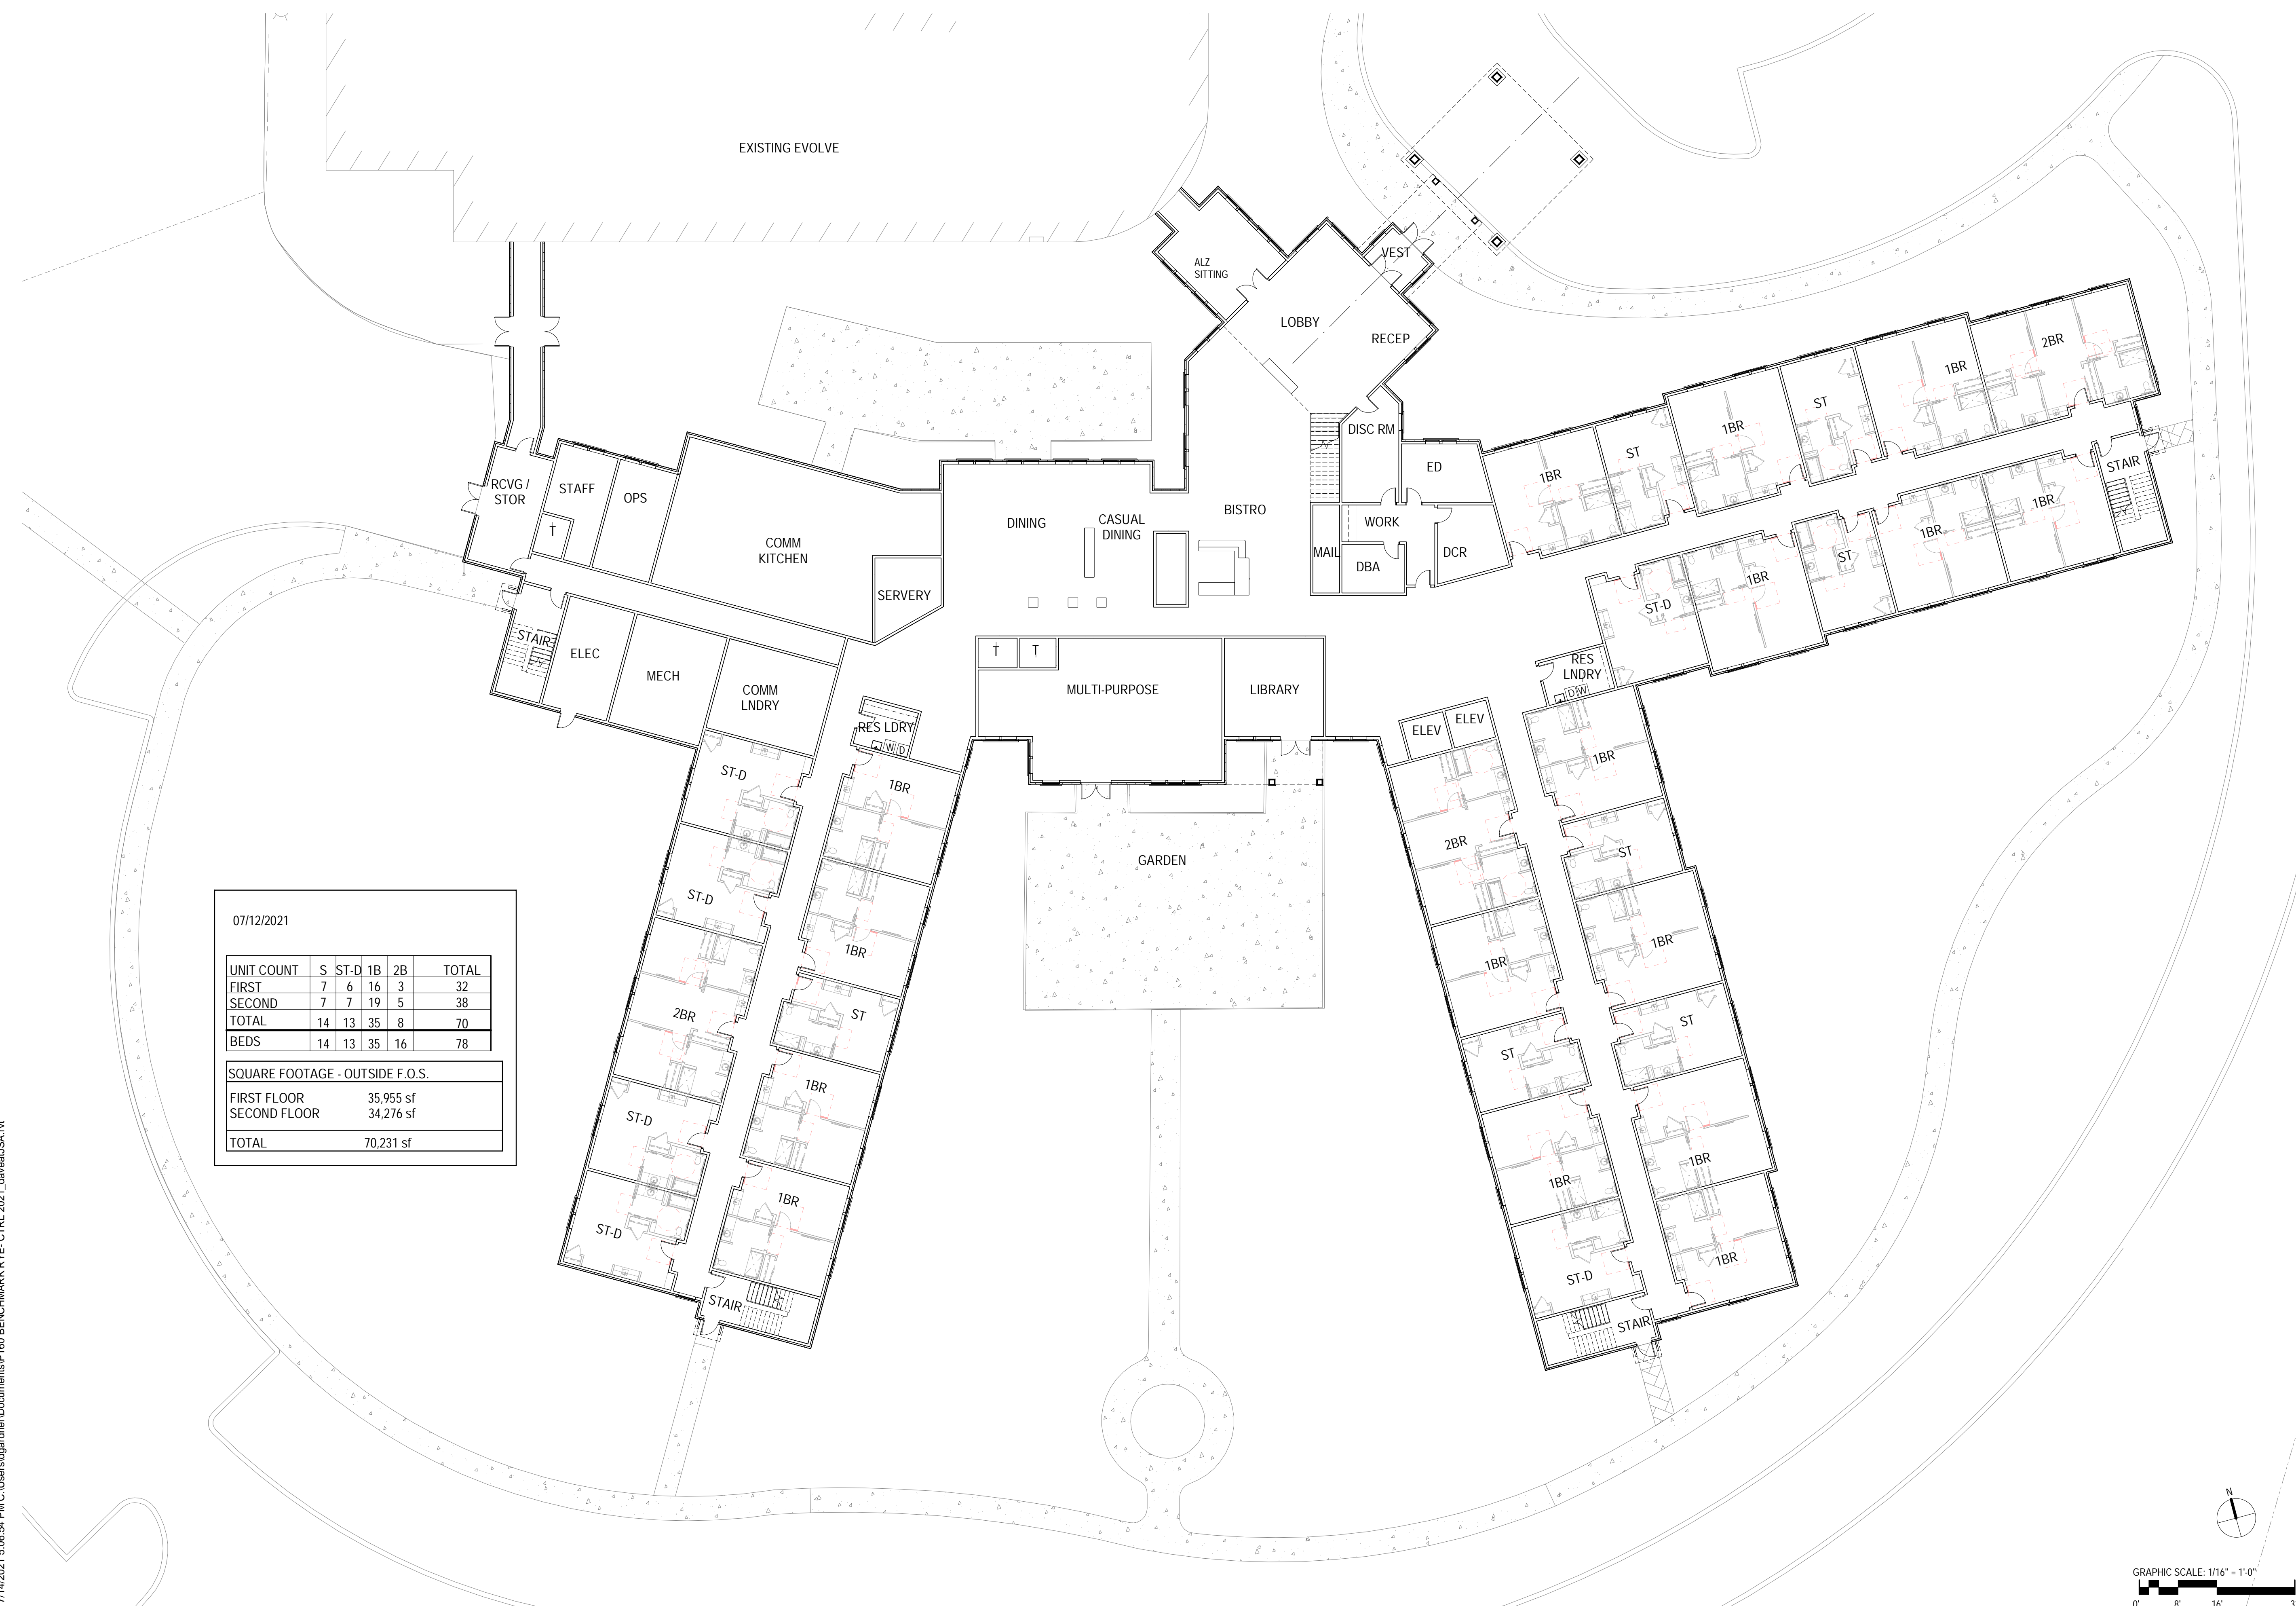 EXISTING EVOLVE
VEST
ALZ
SITTING
LOBBY
RECEP
2BR
1BR
ST
1BR
ST
1BR
DISC RM
ED
STAIR
RCVG /
STOR
STAFF
OPS
T
COMM
KITCHEN
DINING
CASUAL
DINING
BISTRO
WORK
MAIL
DBA
DCR
1BR
1BR
ST
1BR
ST-D
SERVERY
STAIR
ELEC
MECH
COMM
LNDRY
T
T
MULTI-PURPOSE
LIBRARY
RES
LNDRY
D W
RES LDRY
W D
ELEV
ELEV
ST-D
1BR
1BR
2BR
ST
GARDEN
ST-D
1BR
1BR
1BR
2BR
ST
ST
ST
1BR
ST-D
1BR
1BR
ST-D
1BR
1BR
ST-D
1BR
STAIR
STAIR
07/12/2021
UNIT COUNT S ST-D 1B 2B TOTAL
FIRST 7 6 16 3 32
SECOND 7 7 19 5 38
TOTAL 14 13 35 8 70
BEDS 14 13 35 16 78
SQUARE FOOTAGE - OUTSIDE F.O.S.
FIRST FLOOR 35,955 sf
SECOND FLOOR 34,276 sf
TOTAL 70,231 sf
N
GRAPHIC SCALE: 1/16" = 1'-0"
0' 8' 16'